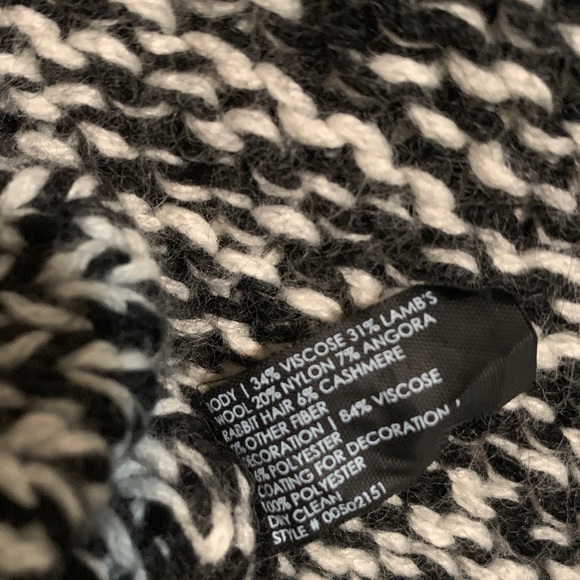 BODY | 34% VISCOSE 31% LAMB'S
WOOL 20% NYLON 7% ANGORA
RABBIT HAIR 6% CASHMERE
OTHER FIBER
DECORATION | 84% VISCOSE
POLYESTER
COATING FOR DECORATION ,
100% POLYESTER
DRY CLEAN
STYLE # 00502151